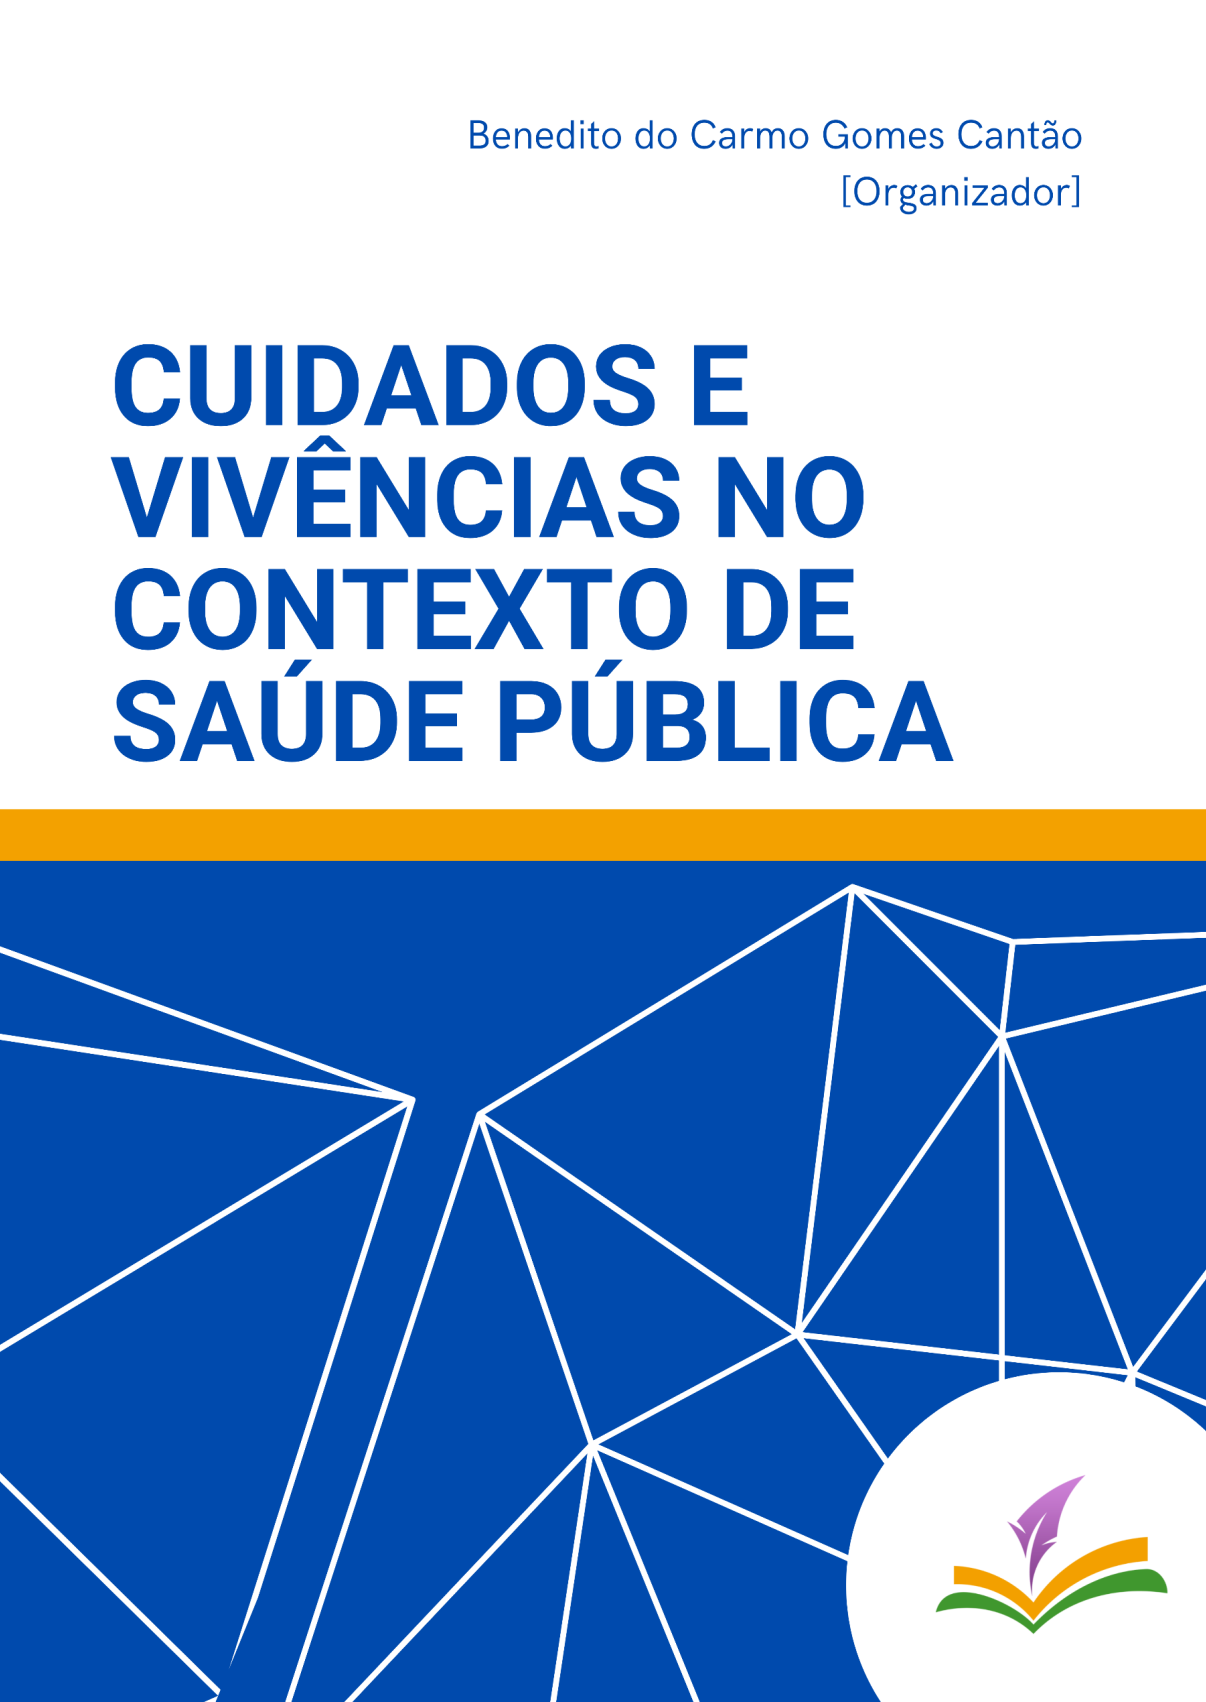 Benedito do Carmo Gomes Cantão
[Organizador]
CUIDADOS E
VIVÊNCIAS NO
CONTEXTO DE
SAÚDE PÚBLICA